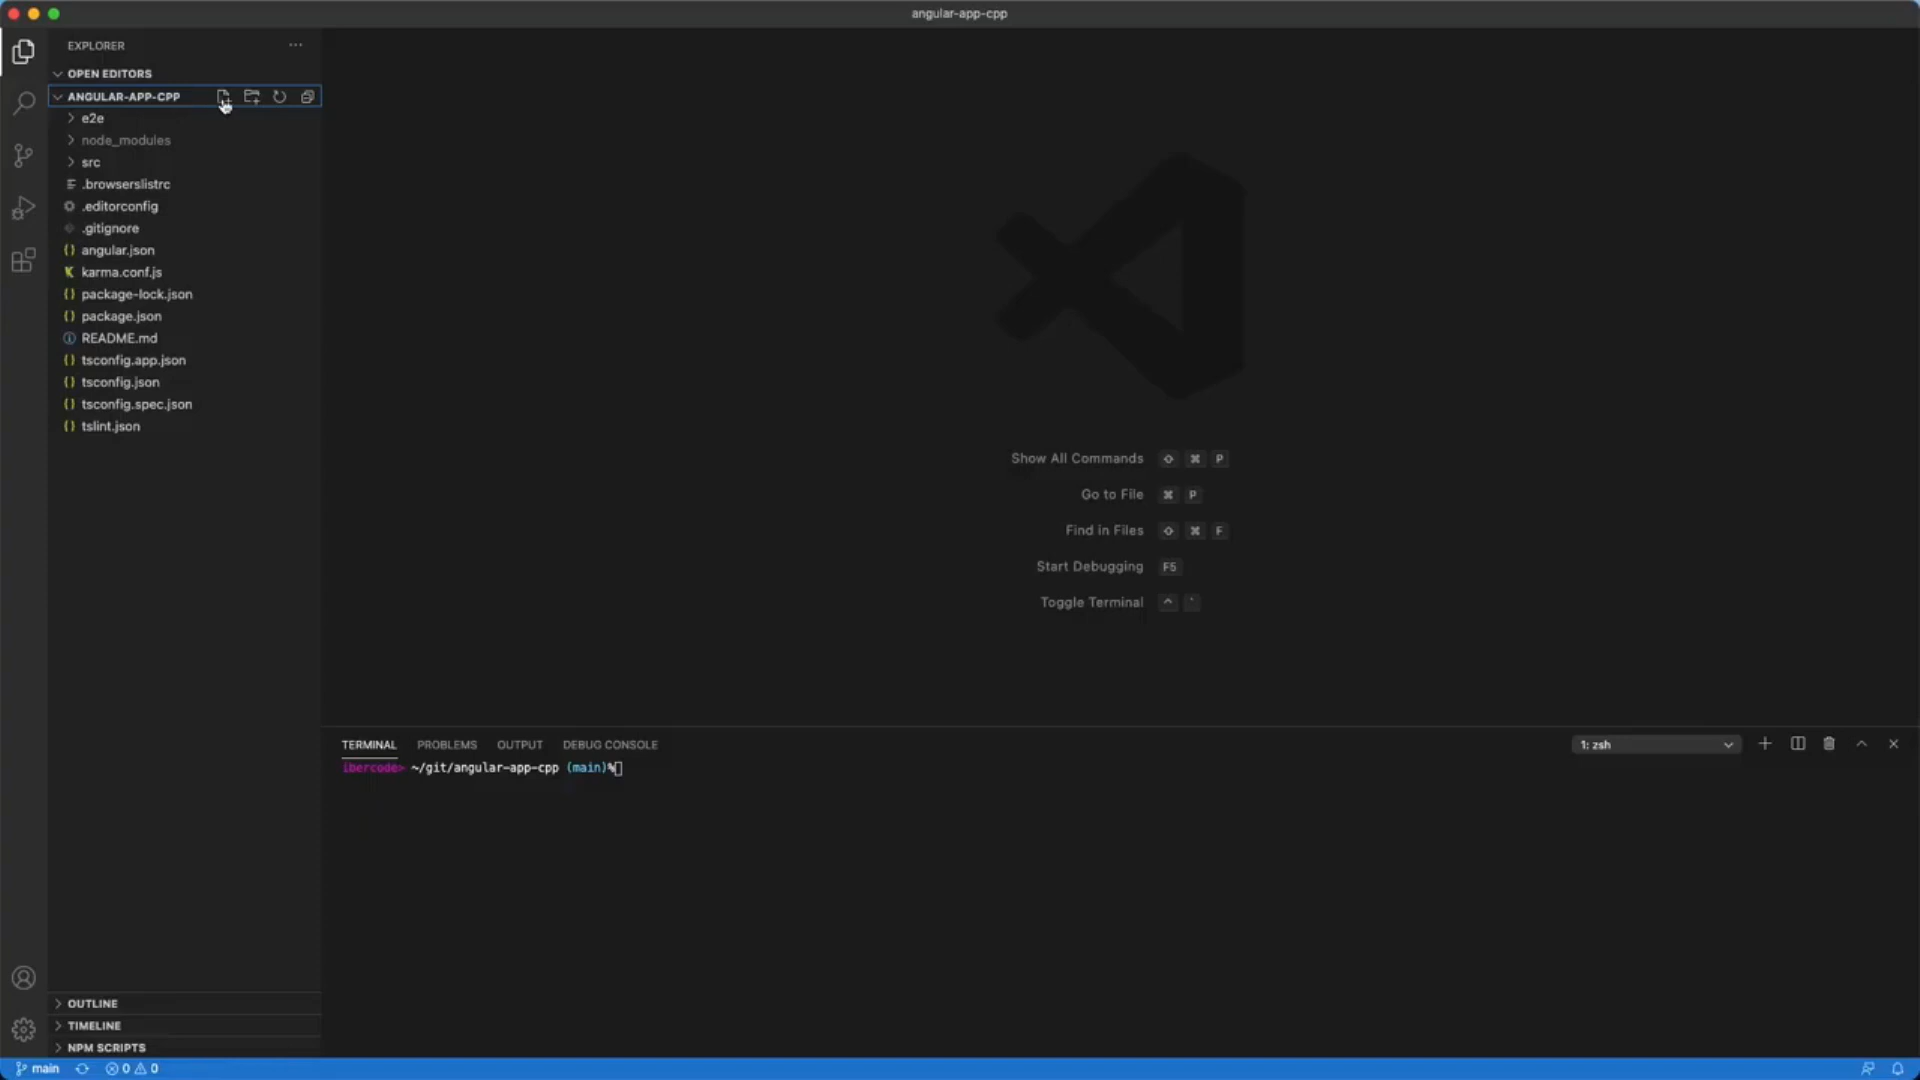 angular-app-cpp
EXPLORER
OPEN EDITORS
ANGULAR-APP-CPP
e2e
node_modules
src
.browserslistrc
.editorconfig
.gitignore
angular.json
karma.conf.js
package-lock.json
package.json
README.md
tsconfig.app.json
tsconfig.json
tsconfig.spec.json
tslint.json
OUTLINE
TIMELINE
NPM SCRIPTS
Show All Commands ⇧ ⌘ P
Go to File ⌘ P
Find in Files ⇧ ⌘ F
Start Debugging F5
Toggle Terminal ^ `
TERMINAL PROBLEMS OUTPUT DEBUG CONSOLE 1: zsh
ibercode> ~/git/angular-app-cpp (main)%
main 0 0